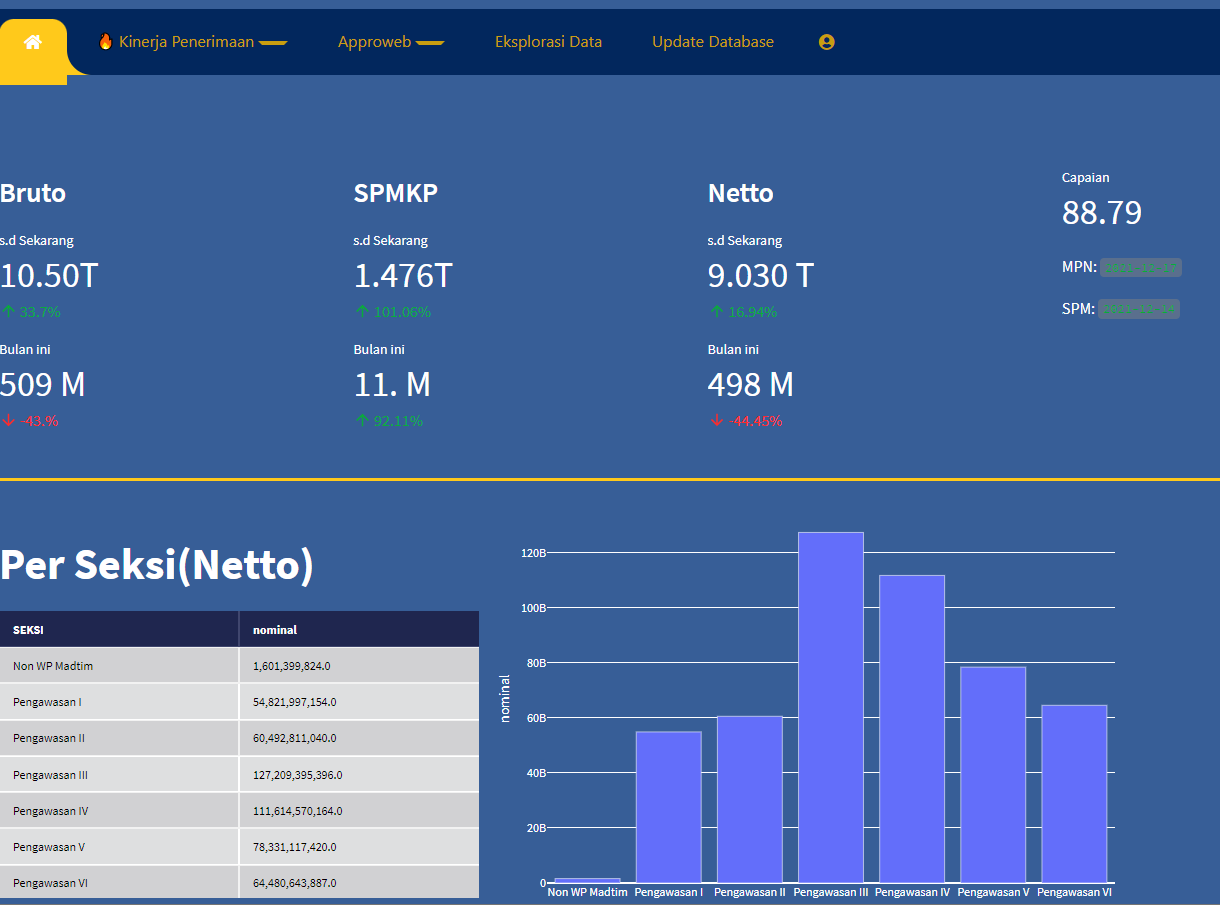 Kinerja Penerimaan Approweb Eksplorasi Data Update Database
Bruto
s.d Sekarang
10.50T
33.7%
Bulan ini
509 M
-43.%
SPMKP
s.d Sekarang
1.476T
101.06%
Bulan ini
11. M
92.11%
Netto
s.d Sekarang
9.030 T
16.94%
Bulan ini
498 M
-44.45%
Capaian
88.79
MPN: 2021-12-17
SPM: 2021-12-14
Per Seksi(Netto)
SEKSI nominal
Non WP Madtim 1,601,399,824.0
Pengawasan I 54,821,997,154.0
Pengawasan II 60,492,811,040.0
Pengawasan III 127,209,395,396.0
Pengawasan IV 111,614,570,164.0
Pengawasan V 78,331,117,420.0
Pengawasan VI 64,480,643,887.0
nominal
120B
100B
80B
60B
40B
20B
0
Non WP Madtim Pengawasan I Pengawasan II Pengawasan III Pengawasan IV Pengawasan V Pengawasan VI